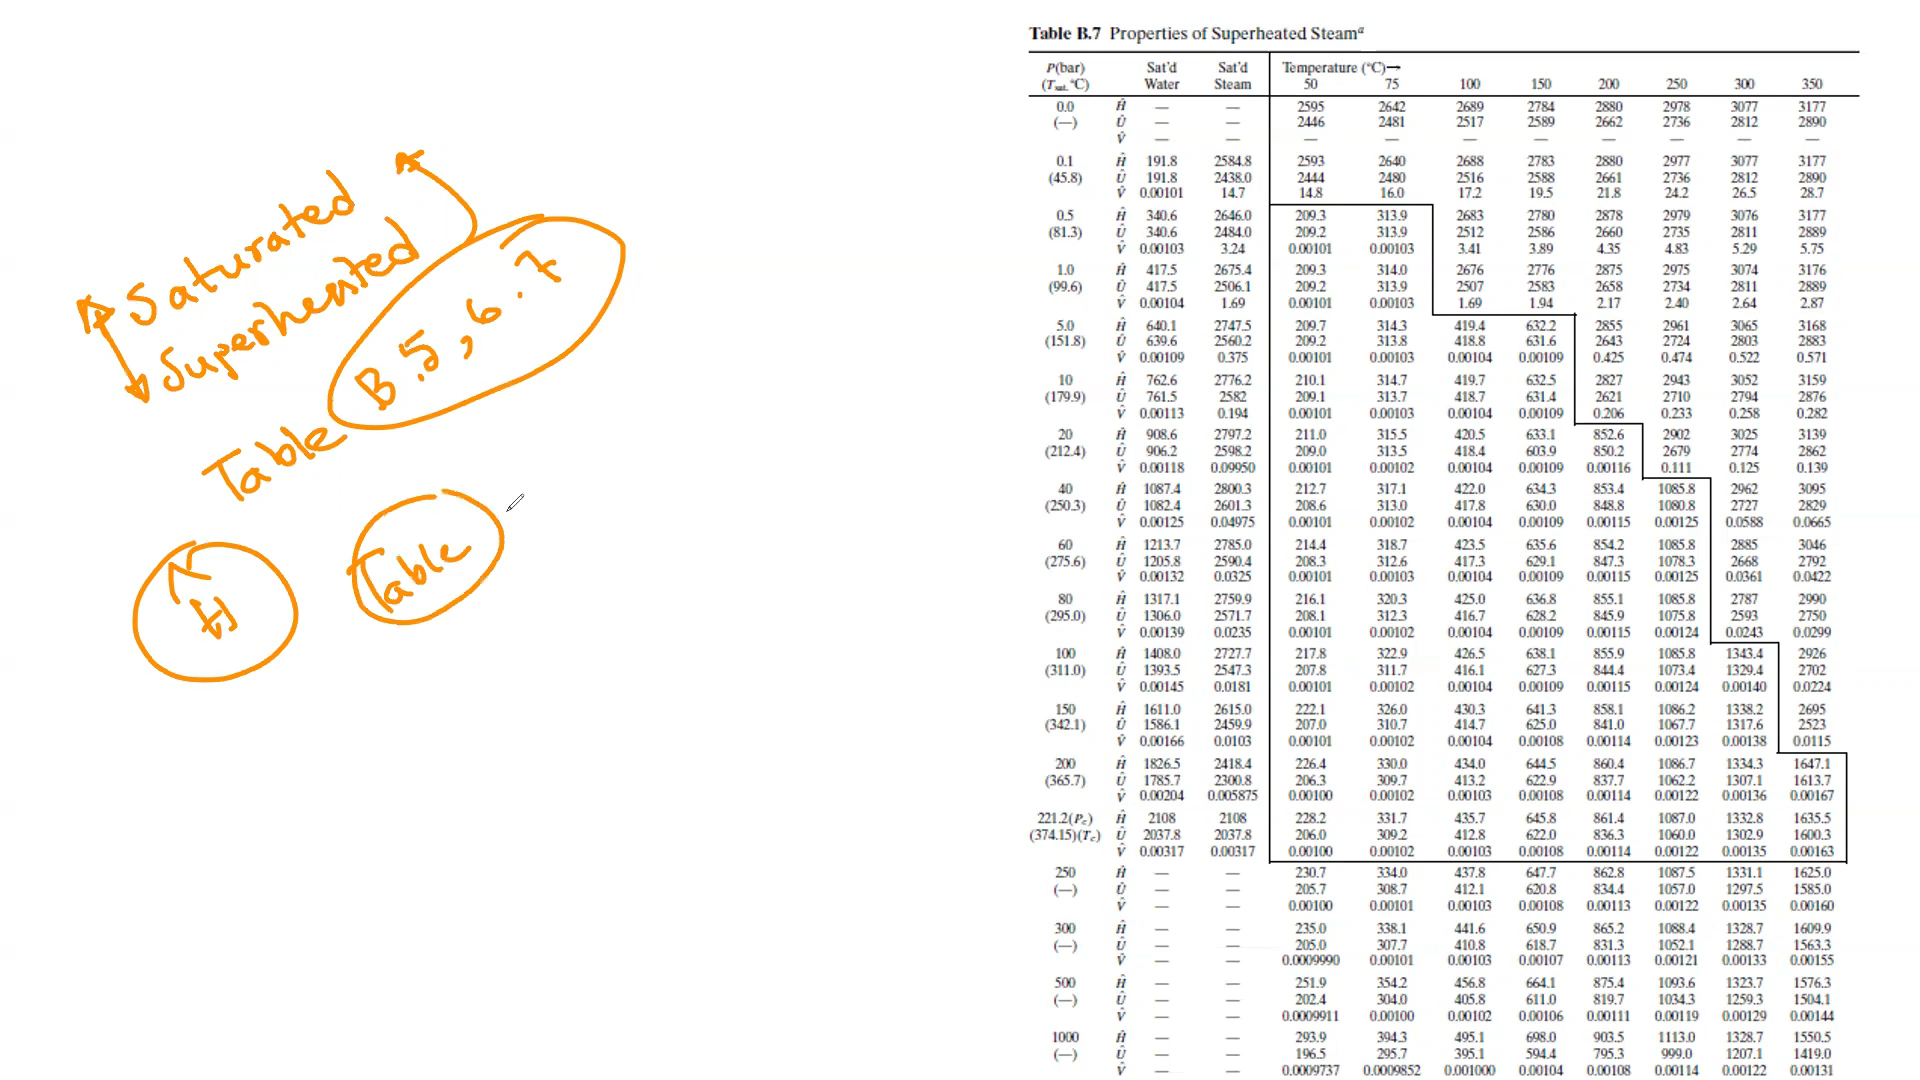 Saturated
Superheated
B.5, 6.7
Table
Ĥ
Table
Table B.7 Properties of Superheated Steamª
P(bar) Sat'd Sat'd Temperature (°C)→
(Tsat. °C) Water Steam 50 75 100 150 200 250 300 350
0.0 Ĥ — — 2595 2642 2689 2784 2880 2978 3077 3177
(—) Û — — 2446 2481 2517 2589 2662 2736 2812 2890
V̂ — — — — — — — — — —
0.1 Ĥ 191.8 2584.8 2593 2640 2688 2783 2880 2977 3077 3177
(45.8) Û 191.8 2438.0 2444 2480 2516 2588 2661 2736 2812 2890
V̂ 0.00101 14.7 14.8 16.0 17.2 19.5 21.8 24.2 26.5 28.7
0.5 Ĥ 340.6 2646.0 209.3 313.9 2683 2780 2878 2979 3076 3177
(81.3) Û 340.6 2484.0 209.2 313.9 2512 2586 2660 2735 2811 2889
V̂ 0.00103 3.24 0.00101 0.00103 3.41 3.89 4.35 4.83 5.29 5.75
1.0 Ĥ 417.5 2675.4 209.3 314.0 2676 2776 2875 2975 3074 3176
(99.6) Û 417.5 2506.1 209.2 313.9 2507 2583 2658 2734 2811 2889
V̂ 0.00104 1.69 0.00101 0.00103 1.69 1.94 2.17 2.40 2.64 2.87
5.0 Ĥ 640.1 2747.5 209.7 314.3 419.4 632.2 2855 2961 3065 3168
(151.8) Û 639.6 2560.2 209.2 313.8 418.8 631.6 2643 2724 2803 2883
V̂ 0.00109 0.375 0.00101 0.00103 0.00104 0.00109 0.425 0.474 0.522 0.571
10 Ĥ 762.6 2776.2 210.1 314.7 419.7 632.5 2827 2943 3052 3159
(179.9) Û 761.5 2582 209.1 313.7 418.7 631.4 2621 2710 2794 2876
V̂ 0.00113 0.194 0.00101 0.00103 0.00104 0.00109 0.206 0.233 0.258 0.282
20 Ĥ 908.6 2797.2 211.0 315.5 420.5 633.1 852.6 2902 3025 3139
(212.4) Û 906.2 2598.2 209.0 313.5 418.4 603.9 850.2 2679 2774 2862
V̂ 0.00118 0.09950 0.00101 0.00102 0.00104 0.00109 0.00116 0.111 0.125 0.139
40 Ĥ 1087.4 2800.3 212.7 317.1 422.0 634.3 853.4 1085.8 2962 3095
(250.3) Û 1082.4 2601.3 208.6 313.0 417.8 630.0 848.8 1080.8 2727 2829
V̂ 0.00125 0.04975 0.00101 0.00102 0.00104 0.00109 0.00115 0.00125 0.0588 0.0665
60 Ĥ 1213.7 2785.0 214.4 318.7 423.5 635.6 854.2 1085.8 2885 3046
(275.6) Û 1205.8 2590.4 208.3 312.6 417.3 629.1 847.3 1078.3 2668 2792
V̂ 0.00132 0.0325 0.00101 0.00103 0.00104 0.00109 0.00115 0.00125 0.0361 0.0422
80 Ĥ 1317.1 2759.9 216.1 320.3 425.0 636.8 855.1 1085.8 2787 2990
(295.0) Û 1306.0 2571.7 208.1 312.3 416.7 628.2 845.9 1075.8 2593 2750
V̂ 0.00139 0.0235 0.00101 0.00102 0.00104 0.00109 0.00115 0.00124 0.0243 0.0299
100 Ĥ 1408.0 2727.7 217.8 322.9 426.5 638.1 855.9 1085.8 1343.4 2926
(311.0) Û 1393.5 2547.3 207.8 311.7 416.1 627.3 844.4 1073.4 1329.4 2702
V̂ 0.00145 0.0181 0.00101 0.00102 0.00104 0.00109 0.00115 0.00124 0.00140 0.0224
150 Ĥ 1611.0 2615.0 222.1 326.0 430.3 641.3 858.1 1086.2 1338.2 2695
(342.1) Û 1586.1 2459.9 207.0 310.7 414.7 625.0 841.0 1067.7 1317.6 2523
V̂ 0.00166 0.0103 0.00101 0.00102 0.00104 0.00108 0.00114 0.00123 0.00138 0.0115
200 Ĥ 1826.5 2418.4 226.4 330.0 434.0 644.5 860.4 1086.7 1334.3 1647.1
(365.7) Û 1785.7 2300.8 206.3 309.7 413.2 622.9 837.7 1062.2 1307.1 1613.7
V̂ 0.00204 0.005875 0.00100 0.00102 0.00103 0.00108 0.00114 0.00122 0.00136 0.00167
221.2(Pc) Ĥ 2108 2108 228.2 331.7 435.7 645.8 861.4 1087.0 1332.8 1635.5
(374.15)(Tc) Û 2037.8 2037.8 206.0 309.2 412.8 622.0 836.3 1060.0 1302.9 1600.3
V̂ 0.00317 0.00317 0.00100 0.00102 0.00103 0.00108 0.00114 0.00122 0.00135 0.00163
250 Ĥ — — 230.7 334.0 437.8 647.7 862.8 1087.5 1331.1 1625.0
(—) Û — — 205.7 308.7 412.1 620.8 834.4 1057.0 1297.5 1585.0
V̂ — — 0.00100 0.00101 0.00103 0.00108 0.00113 0.00122 0.00135 0.00160
300 Ĥ — — 235.0 338.1 441.6 650.9 865.2 1088.4 1328.7 1609.9
(—) Û — — 205.0 307.7 410.8 618.7 831.3 1052.1 1288.7 1563.3
V̂ — — 0.0009990 0.00101 0.00103 0.00107 0.00113 0.00121 0.00133 0.00155
500 Ĥ — — 251.9 354.2 456.8 664.1 875.4 1093.6 1323.7 1576.3
(—) Û — — 202.4 304.0 405.8 611.0 819.7 1034.3 1259.3 1504.1
V̂ — — 0.0009911 0.00100 0.00102 0.00106 0.00111 0.00119 0.00129 0.00144
1000 Ĥ — — 293.9 394.3 495.1 698.0 903.5 1113.0 1328.7 1550.5
(—) Û — — 196.5 295.7 395.1 594.4 795.3 999.0 1207.1 1419.0
V̂ — — 0.0009737 0.0009852 0.001000 0.00104 0.00108 0.00114 0.00122 0.00131